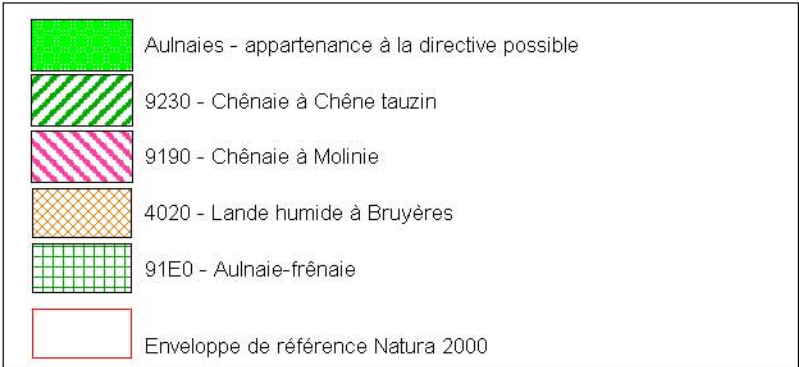 Aulnaies - appartenance à la directive possible
9230 - Chênaie à Chêne tauzin
9190 - Chênaie à Molinie
4020 - Lande humide à Bruyères
91E0 - Aulnaie-frênaie
Enveloppe de référence Natura 2000